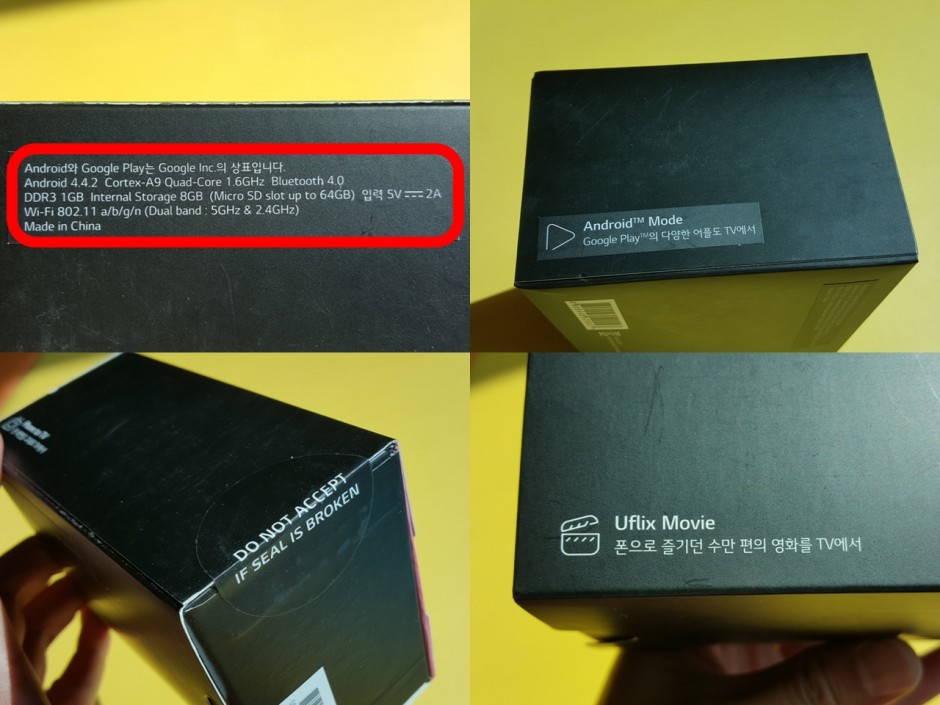 Android와 Google Play는 Google Inc.의 상표입니다.
Android 4.4.2 Cortex-A9 Quad-Core 1.6GHz Bluetooth 4.0
DDR3 1GB Internal Storage 8GB (Micro SD slot up to 64GB) 입력 5V ⎓ 2A
Wi-Fi 802.11 a/b/g/n (Dual band : 5GHz & 2.4GHz)
Made in China
Android™ Mode
Google Play™의 다양한 어플도 TV에서
DO NOT ACCEPT
IF SEAL IS BROKEN
Uflix Movie
폰으로 즐기던 수만 편의 영화를 TV에서